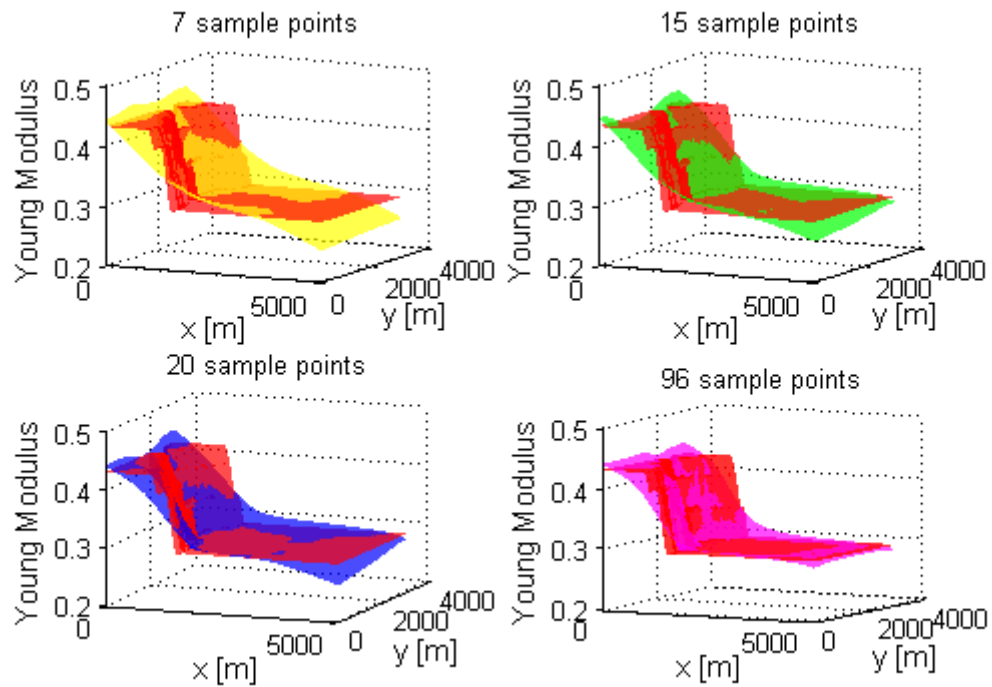 7 sample points
0.5
0.4
0.3
0.2
Young Modulus
0
5000
x [m]
0
2000
4000
y [m]
15 sample points
0.5
0.4
0.3
0.2
Young Modulus
0
5000
x [m]
0
2000
4000
y [m]
20 sample points
0.5
0.4
0.3
0.2
Young Modulus
0
5000
x [m]
0
2000
4000
y [m]
96 sample points
0.5
0.4
0.3
0.2
Young Modulus
0
5000
x [m]
0
2000
4000
y [m]